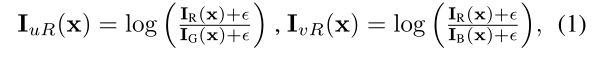 I_{uR}(x) = log ( (I_R(x)+ϵ) / (I_G(x)+ϵ) ) , I_{vR}(x) = log ( (I_R(x)+ϵ) / (I_B(x)+ϵ) ), (1)